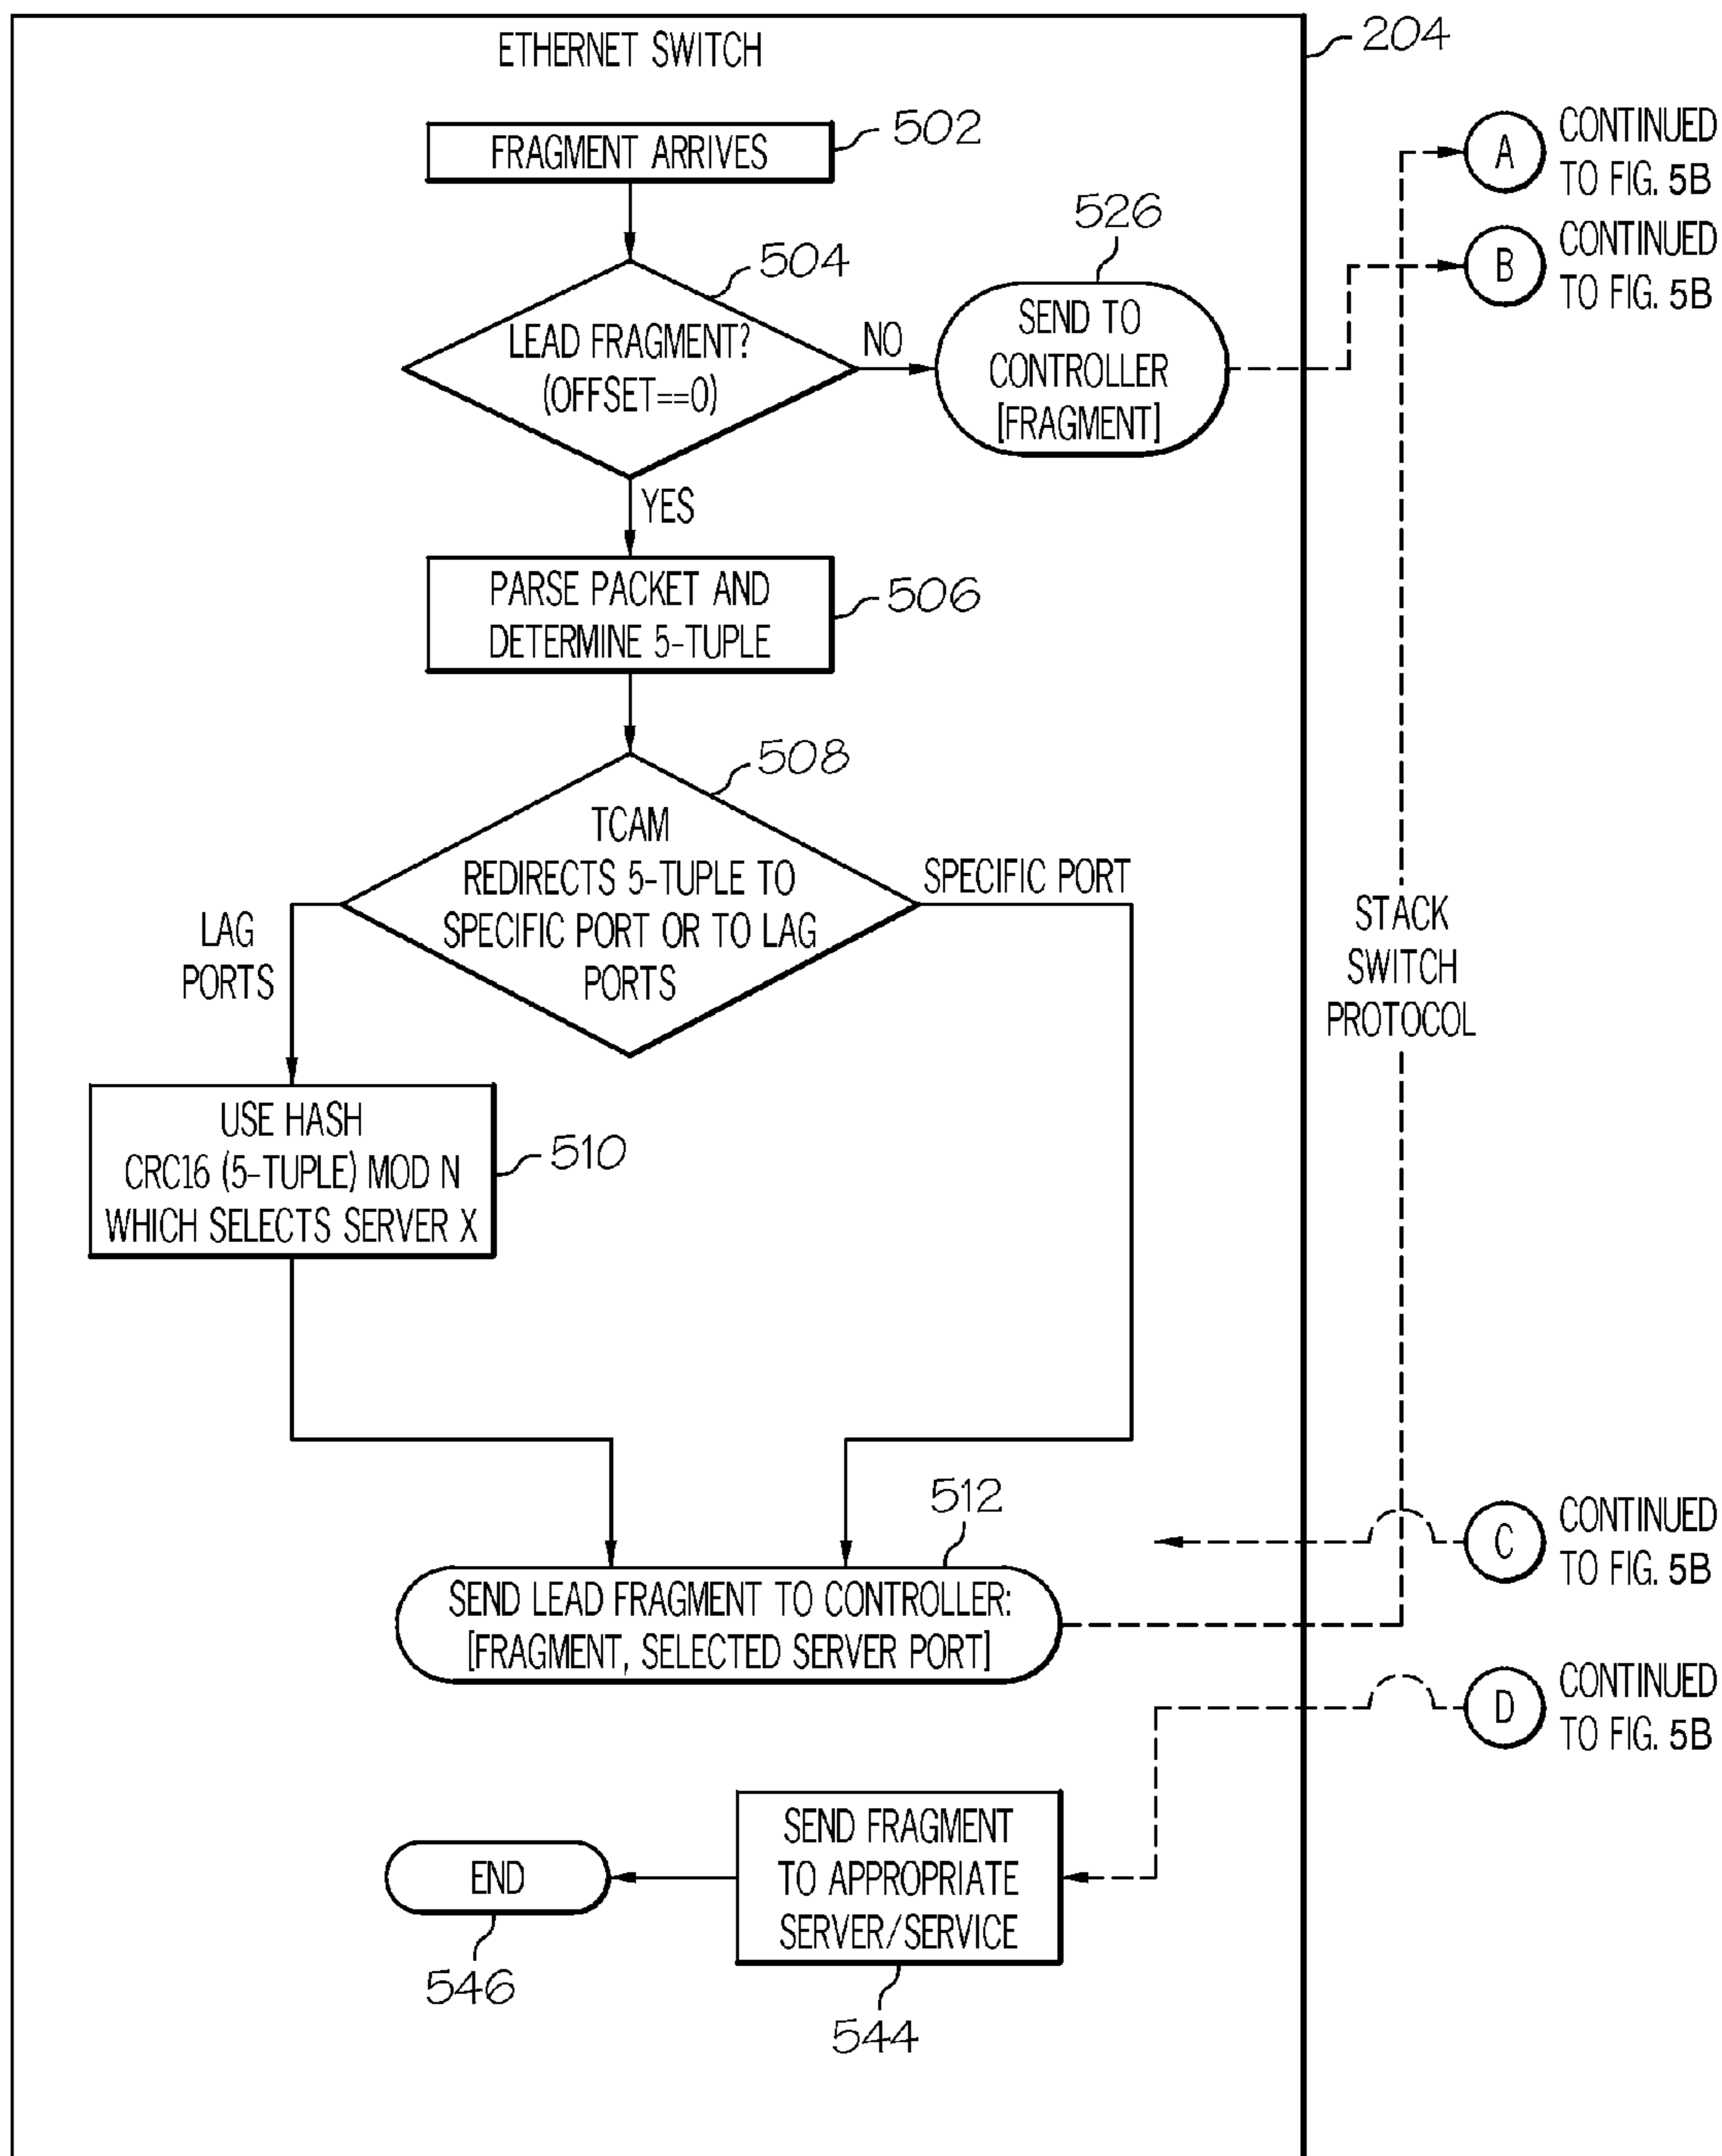 ETHERNET SWITCH
204
FRAGMENT ARRIVES
502
A
CONTINUED
TO FIG. 5B
B
CONTINUED
TO FIG. 5B
504
LEAD FRAGMENT?
(OFFSET==0)
NO
526
SEND TO
CONTROLLER
[FRAGMENT]
YES
PARSE PACKET AND
DETERMINE 5-TUPLE
506
508
TCAM
REDIRECTS 5-TUPLE TO
SPECIFIC PORT OR TO LAG
PORTS
SPECIFIC PORT
LAG
PORTS
STACK
SWITCH
PROTOCOL
USE HASH
CRC16 (5-TUPLE) MOD N
WHICH SELECTS SERVER X
510
512
SEND LEAD FRAGMENT TO CONTROLLER:
[FRAGMENT, SELECTED SERVER PORT]
C
CONTINUED
TO FIG. 5B
D
CONTINUED
TO FIG. 5B
SEND FRAGMENT
TO APPROPRIATE
SERVER/SERVICE
544
END
546